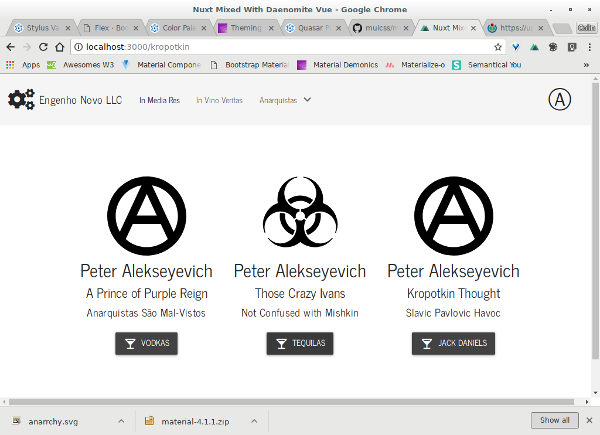 Nuxt Mixed With Daenomite Vue - Google Chrome
Stylus Va Flex - Boo Color Pale Theming Quasar F muicss/m Nuxt Mixe https://u
localhost:3000/kropotkin
Apps Awesomes W3 Material Compone Bootstrap Material Material Demonics Materialize-o Semantical You »
Engenho Novo LLC In Media Res In Vino Veritas Anarquistas
Peter Alekseyevich Peter Alekseyevich Peter Alekseyevich
A Prince of Purple Reign Those Crazy Ivans Kropotkin Thought
Anarquistas São Mal-Vistos Not Confused with Mishkin Slavic Pavlovic Havoc
VODKAS TEQUILAS JACK DANIELS
anarrchy.svg material-4.1.1.zip Show all